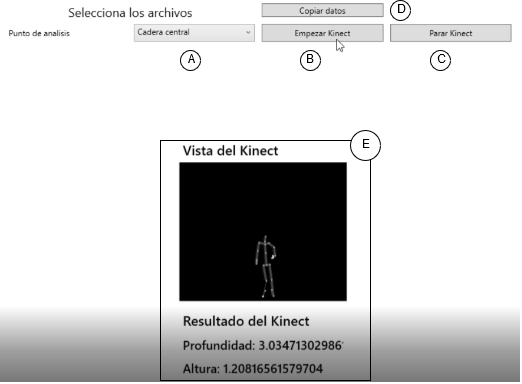 Selecciona los archivos
Copiar datos
D
Punto de analisis
Cadera central
Empezar Kinect
Parar Kinect
A
B
C
E
Vista del Kinect
Resultado del Kinect
Profundidad: 3.03471302986
Altura: 1.20816561579704